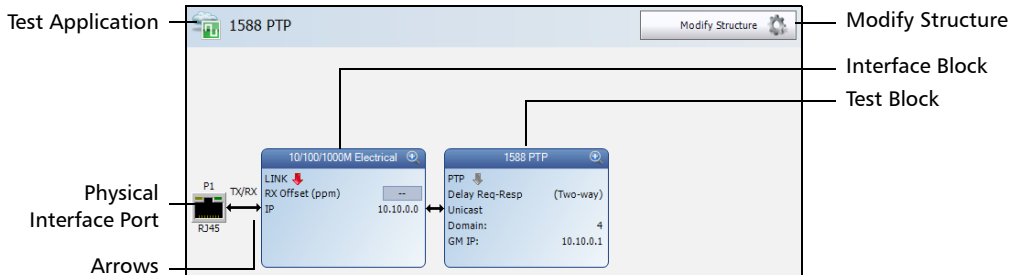 Test Application
1588 PTP
Modify Structure
Modify Structure
Interface Block
Test Block
10/100/1000M Electrical
LINK
RX Offset (ppm) --
IP 10.10.0.0
1588 PTP
PTP
Delay Req-Resp (Two-way)
Unicast
Domain: 4
GM IP: 10.10.0.1
P1
TX/RX
RJ45
Physical
Interface Port
Arrows